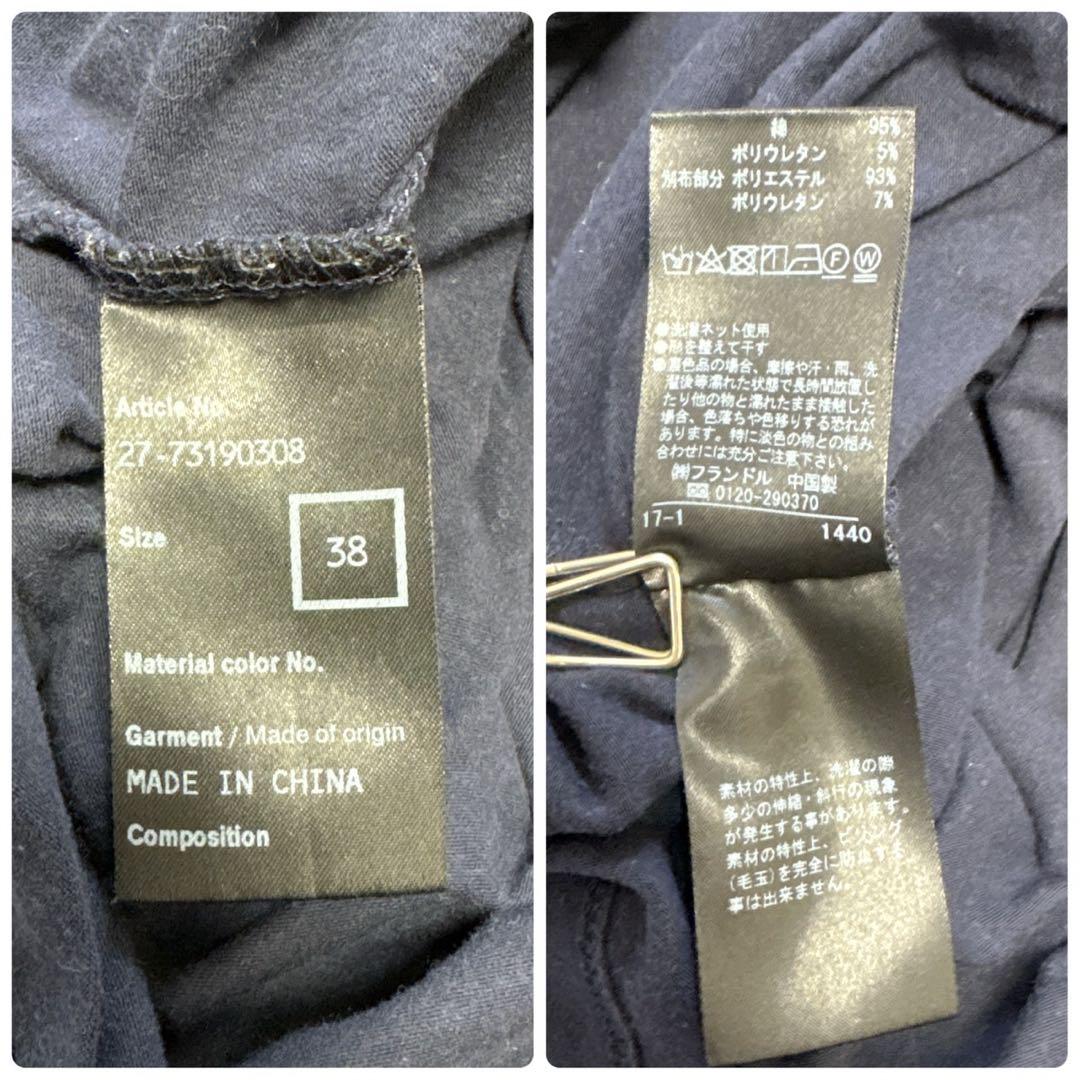 Article No.
27-73190308
Size
38
Material color No.
Garment / Made of origin
MADE IN CHINA
Composition
綿 95%
ポリウレタン 5%
別布部分 ポリエステル 93%
ポリウレタン 7%
F W
●洗濯ネット使用
●形を整えて干す
●濃色品の場合、摩擦や汗・雨、洗
濯後等濡れた状態で長時間放置し
たり他の物と濡れたまま接触した
場合、色落ちや色移りする恐れが
あります。特に淡色の物との組み
合わせには充分ご注意下さい。
㈱フランドル 中国製
0120-290370
17-1 1440
素材の特性上、洗濯の際
多少の伸縮・斜行の現象
が発生する事があります。
素材の特性上、ピリング
(毛玉)を完全に防止する
事は出来ません。